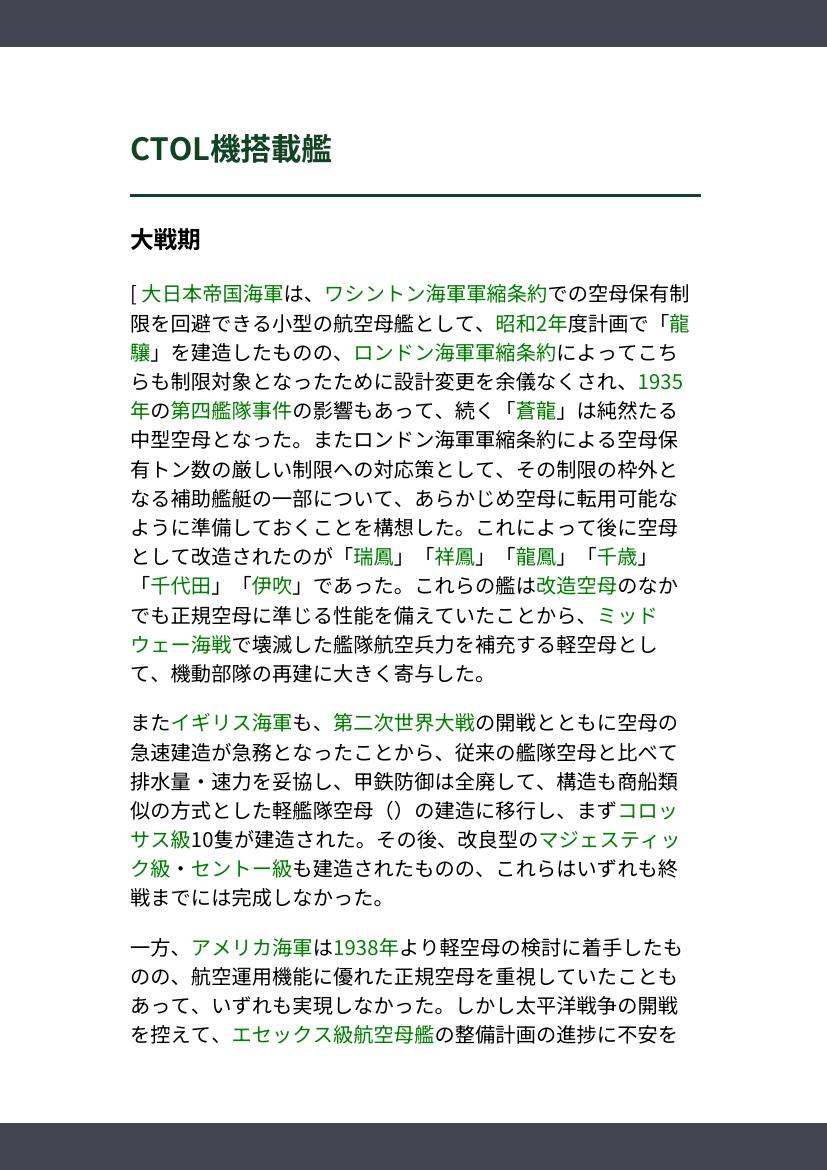 CTOL機搭載艦
大戦期
[ 大日本帝国海軍は、ワシントン海軍軍縮条約での空母保有制
限を回避できる小型の航空母艦として、昭和2年度計画で「龍
驤」を建造したものの、ロンドン海軍軍縮条約によってこち
らも制限対象となったために設計変更を余儀なくされ、1935
年の第四艦隊事件の影響もあって、続く「蒼龍」は純然たる
中型空母となった。またロンドン海軍軍縮条約による空母保
有トン数の厳しい制限への対応策として、その制限の枠外と
なる補助艦艇の一部について、あらかじめ空母に転用可能な
ように準備しておくことを構想した。これによって後に空母
として改造されたのが「瑞鳳」「祥鳳」「龍鳳」「千歳」
「千代田」「伊吹」であった。これらの艦は改造空母のなか
でも正規空母に準じる性能を備えていたことから、ミッド
ウェー海戦で壊滅した艦隊航空兵力を補充する軽空母とし
て、機動部隊の再建に大きく寄与した。
またイギリス海軍も、第二次世界大戦の開戦とともに空母の
急速建造が急務となったことから、従来の艦隊空母と比べて
排水量・速力を妥協し、甲鉄防御は全廃して、構造も商船類
似の方式とした軽艦隊空母（）の建造に移行し、まずコロッ
サス級10隻が建造された。その後、改良型のマジェスティッ
ク級・セントー級も建造されたものの、これらはいずれも終
戦までには完成しなかった。
一方、アメリカ海軍は1938年より軽空母の検討に着手したも
のの、航空運用機能に優れた正規空母を重視していたことも
あって、いずれも実現しなかった。しかし太平洋戦争の開戦
を控えて、エセックス級航空母艦の整備計画の進捗に不安を